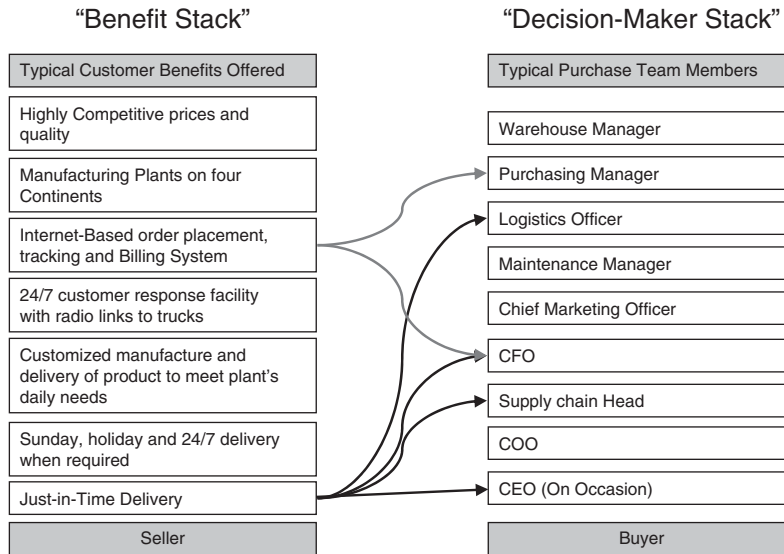 “Benefit Stack”
Typical Customer Benefits Offered
Highly Competitive prices and
quality
Manufacturing Plants on four
Continents
Internet-Based order placement,
tracking and Billing System
24/7 customer response facility
with radio links to trucks
Customized manufacture and
delivery of product to meet plant’s
daily needs
Sunday, holiday and 24/7 delivery
when required
Just-in-Time Delivery
Seller
“Decision-Maker Stack”
Typical Purchase Team Members
Warehouse Manager
Purchasing Manager
Logistics Officer
Maintenance Manager
Chief Marketing Officer
CFO
Supply chain Head
COO
CEO (On Occasion)
Buyer